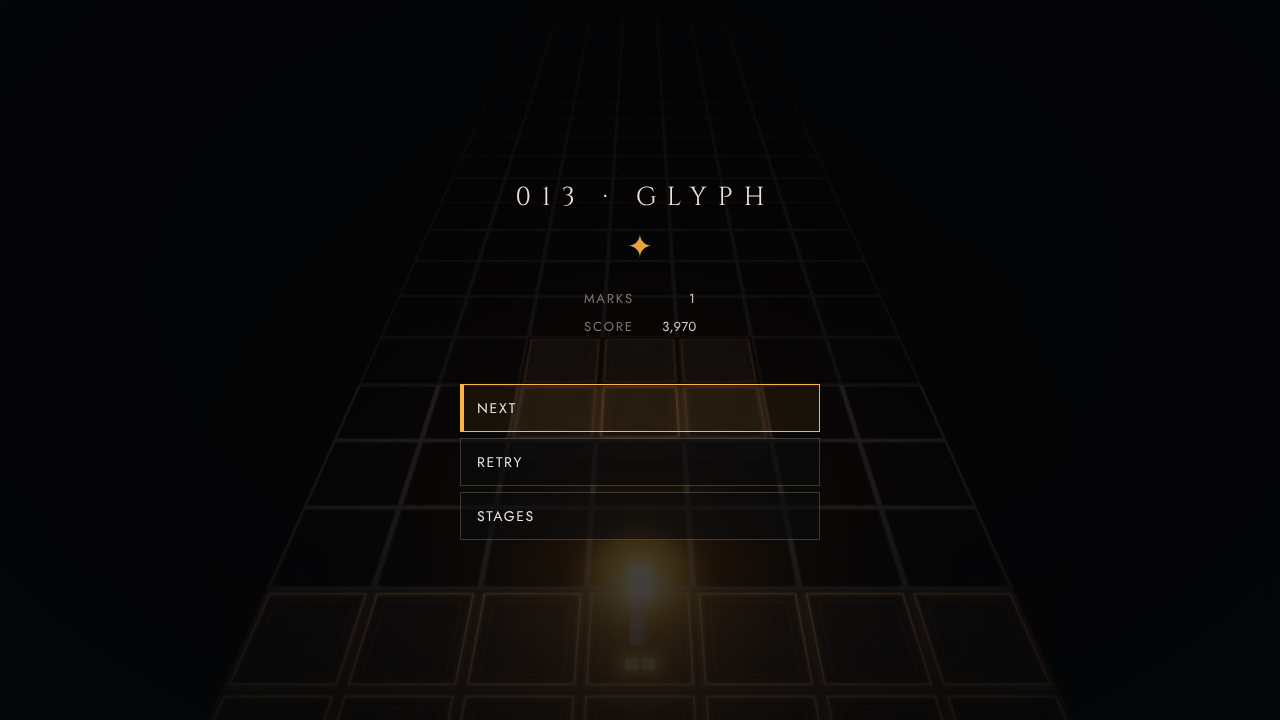 013 · GLYPH
MARKS 1
SCORE 3,970
NEXT
RETRY
STAGES